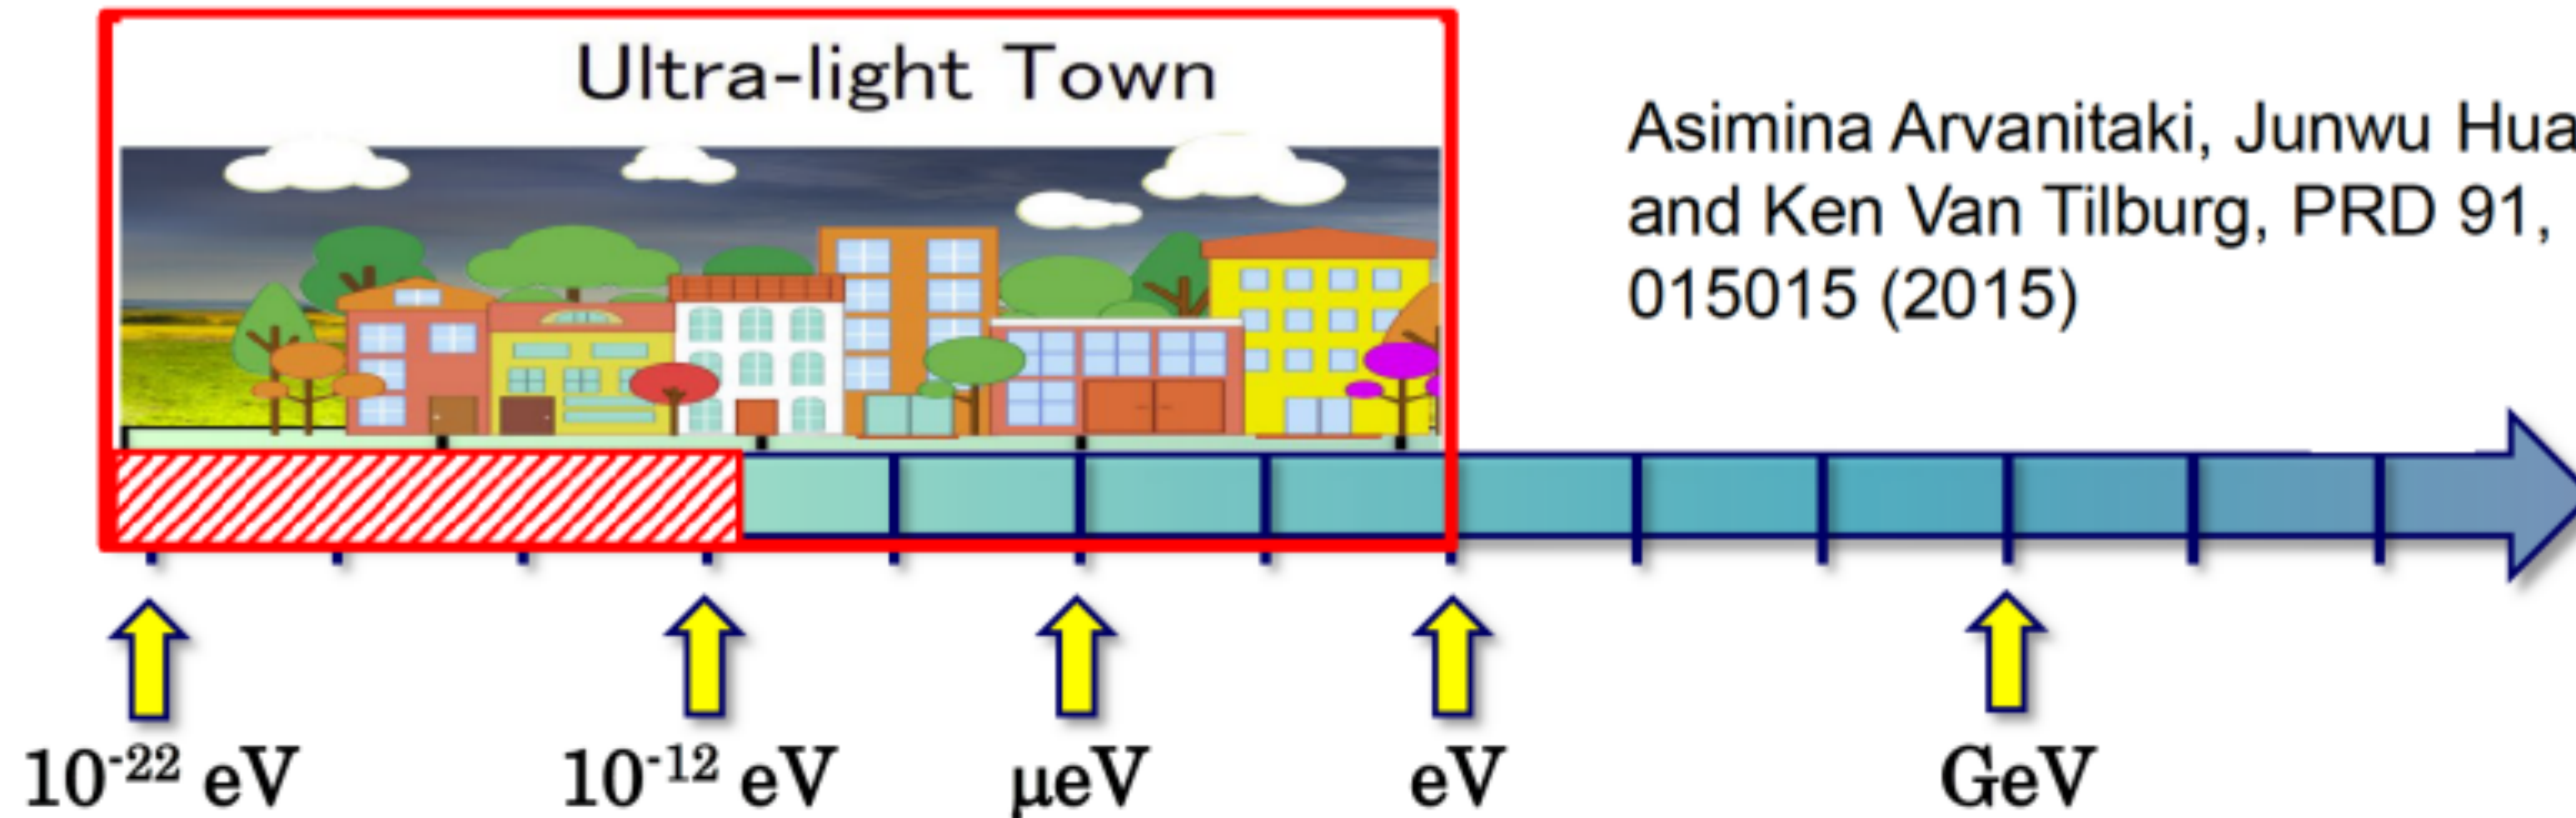 Ultra-light Town
Asimina Arvanitaki, Junwu
and Ken Van Tilburg, PRD 91,
015015 (2015)
10⁻²² eV
10⁻¹² eV
μeV
eV
GeV